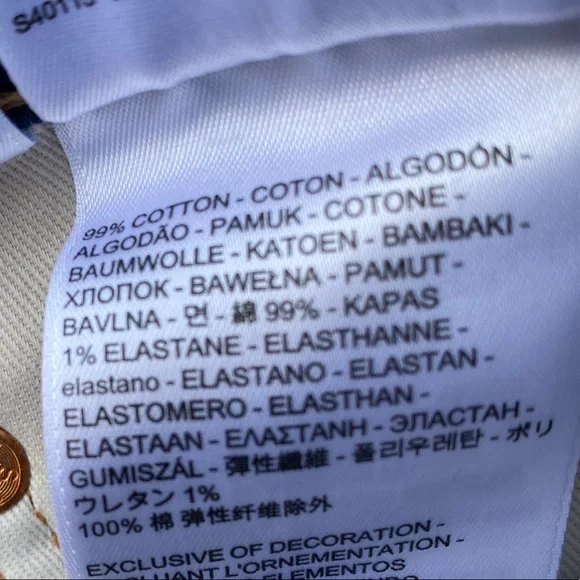 99% COTTON - COTON - ALGODÓN -
ALGODÃO - PAMUK - COTONE -
BAUMWOLLE - KATOEN - BAMBAKI -
ХЛОПОК - BAWEŁNA - PAMUT -
BAVLNA - 면 - 綿 99% - KAPAS
1% ELASTANE - ELASTHANNE -
elastano - ELASTANO - ELASTAN -
ELASTOMERO - ELASTHAN -
ELASTAAN - ΕΛΑΣΤΑΝΗ - ЭЛАСТАН -
GUMISZÁL - 弹性纖維 - 폴리우레탄 - ポリ
ウレタン 1%
100% 棉 弹性纤维除外
EXCLUSIVE OF DECORATION -
EXCLUANT L'ORNEMENTATION -
ELEMENTOS